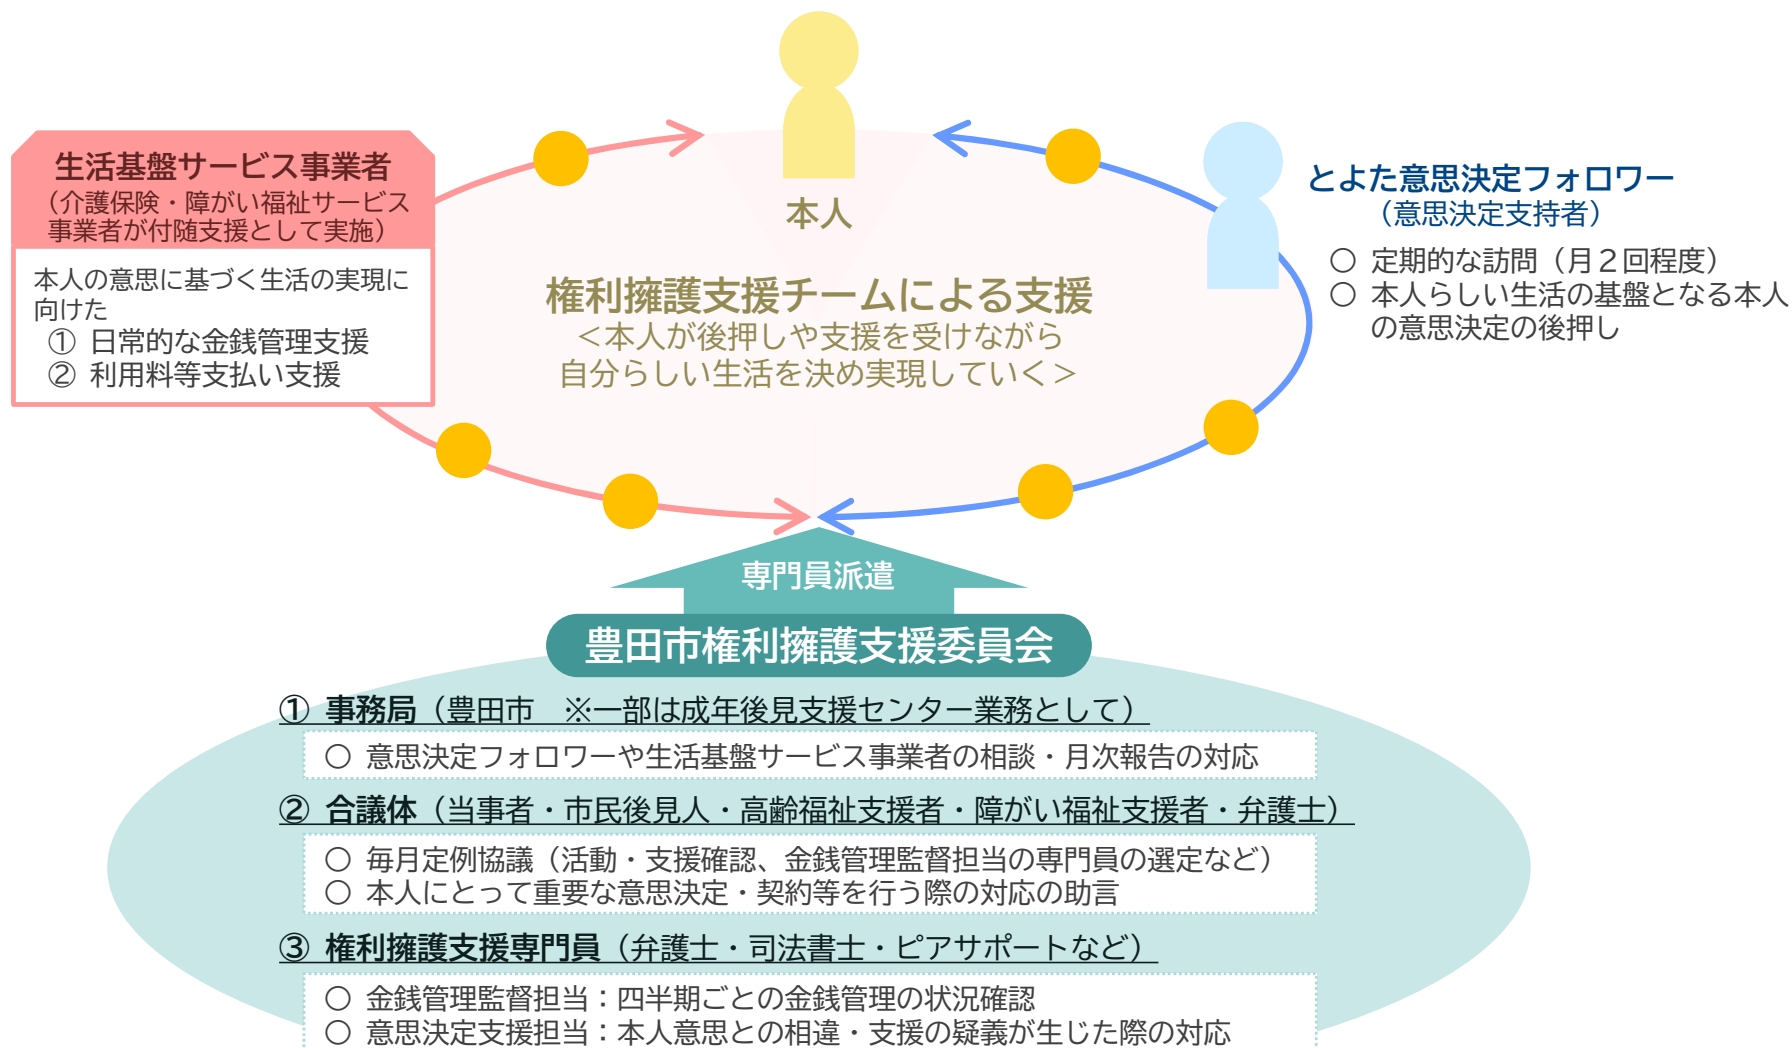 生活基盤サービス事業者
（介護保険・障がい福祉サービス
事業者が付随支援として実施）
本人の意思に基づく生活の実現に
向けた
① 日常的な金銭管理支援
② 利用料等支払い支援
本人
権利擁護支援チームによる支援
＜本人が後押しや支援を受けながら
自分らしい生活を決め実現していく＞
とよた意思決定フォロワー
（意思決定支持者）
○ 定期的な訪問（月２回程度）
○ 本人らしい生活の基盤となる本人
の意思決定の後押し
専門員派遣
豊田市権利擁護支援委員会
① 事務局（豊田市　※一部は成年後見支援センター業務として）
○ 意思決定フォロワーや生活基盤サービス事業者の相談・月次報告の対応
② 合議体（当事者・市民後見人・高齢福祉支援者・障がい福祉支援者・弁護士）
○ 毎月定例協議（活動・支援確認、金銭管理監督担当の専門員の選定など）
○ 本人にとって重要な意思決定・契約等を行う際の対応の助言
③ 権利擁護支援専門員（弁護士・司法書士・ピアサポートなど）
○ 金銭管理監督担当：四半期ごとの金銭管理の状況確認
○ 意思決定支援担当：本人意思との相違・支援の疑義が生じた際の対応